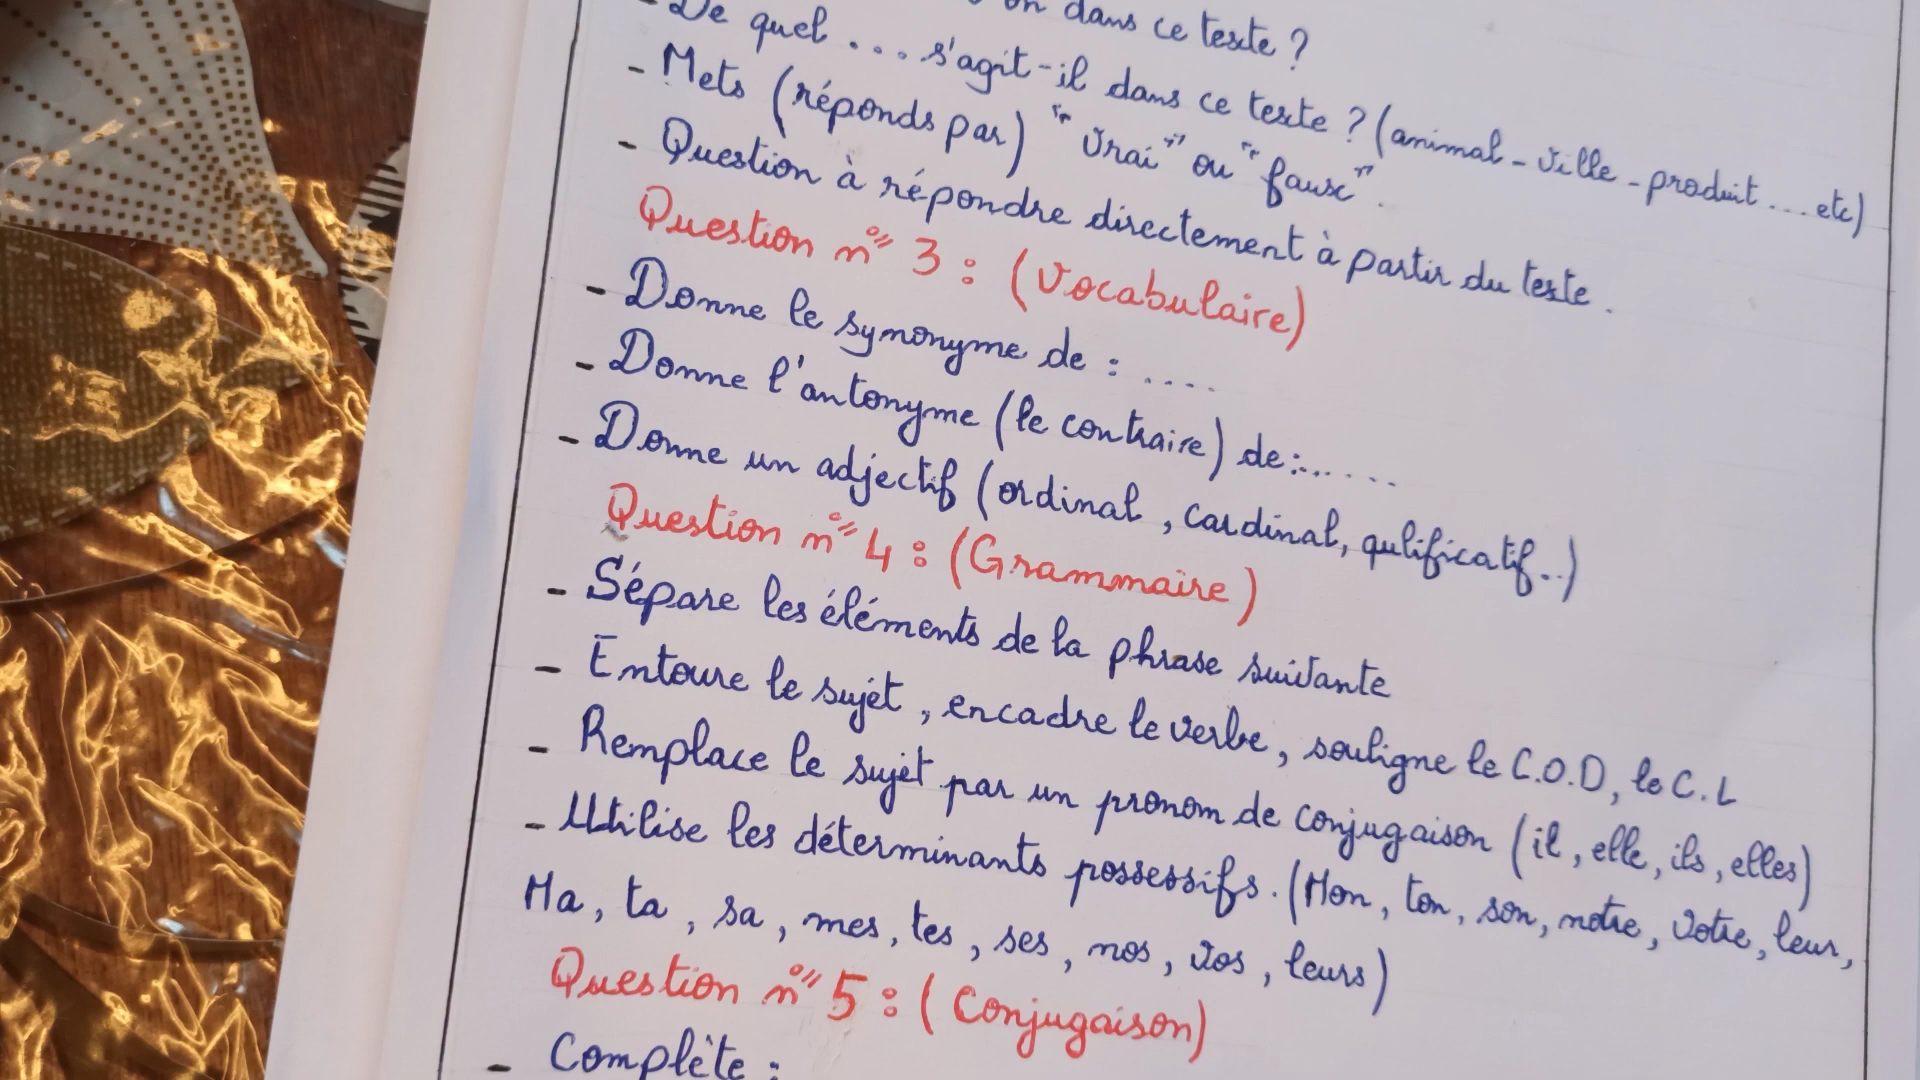 on dans ce texte ?
- De quel ... s'agit-il dans ce texte ? (animal - ville - produit ... etc)
- Mets (réponds par) "vrai" ou "faux".
- Question à répondre directement à partir du texte.
Question n° 3 : (Vocabulaire)
- Donne le synonyme de : ....
- Donne l'antonyme (le contraire) de : ......
- Donne un adjectif (ordinal, cardinal, qulificatif..)
Question n° 4 : (Grammaire)
- Sépare les éléments de la phrase suivante
- Entoure le sujet, encadre le verbe, souligne le C.O.D, le C.L
- Remplace le sujet par un pronom de conjugaison (il, elle, ils, elles)
- Utilise les déterminants possessifs. (Mon, ton, son, notre, votre, leur,
Ma, ta, sa, mes, tes, ses, nos, vos, leurs)
Question n° 5 : (Conjugaison)
- Complète :